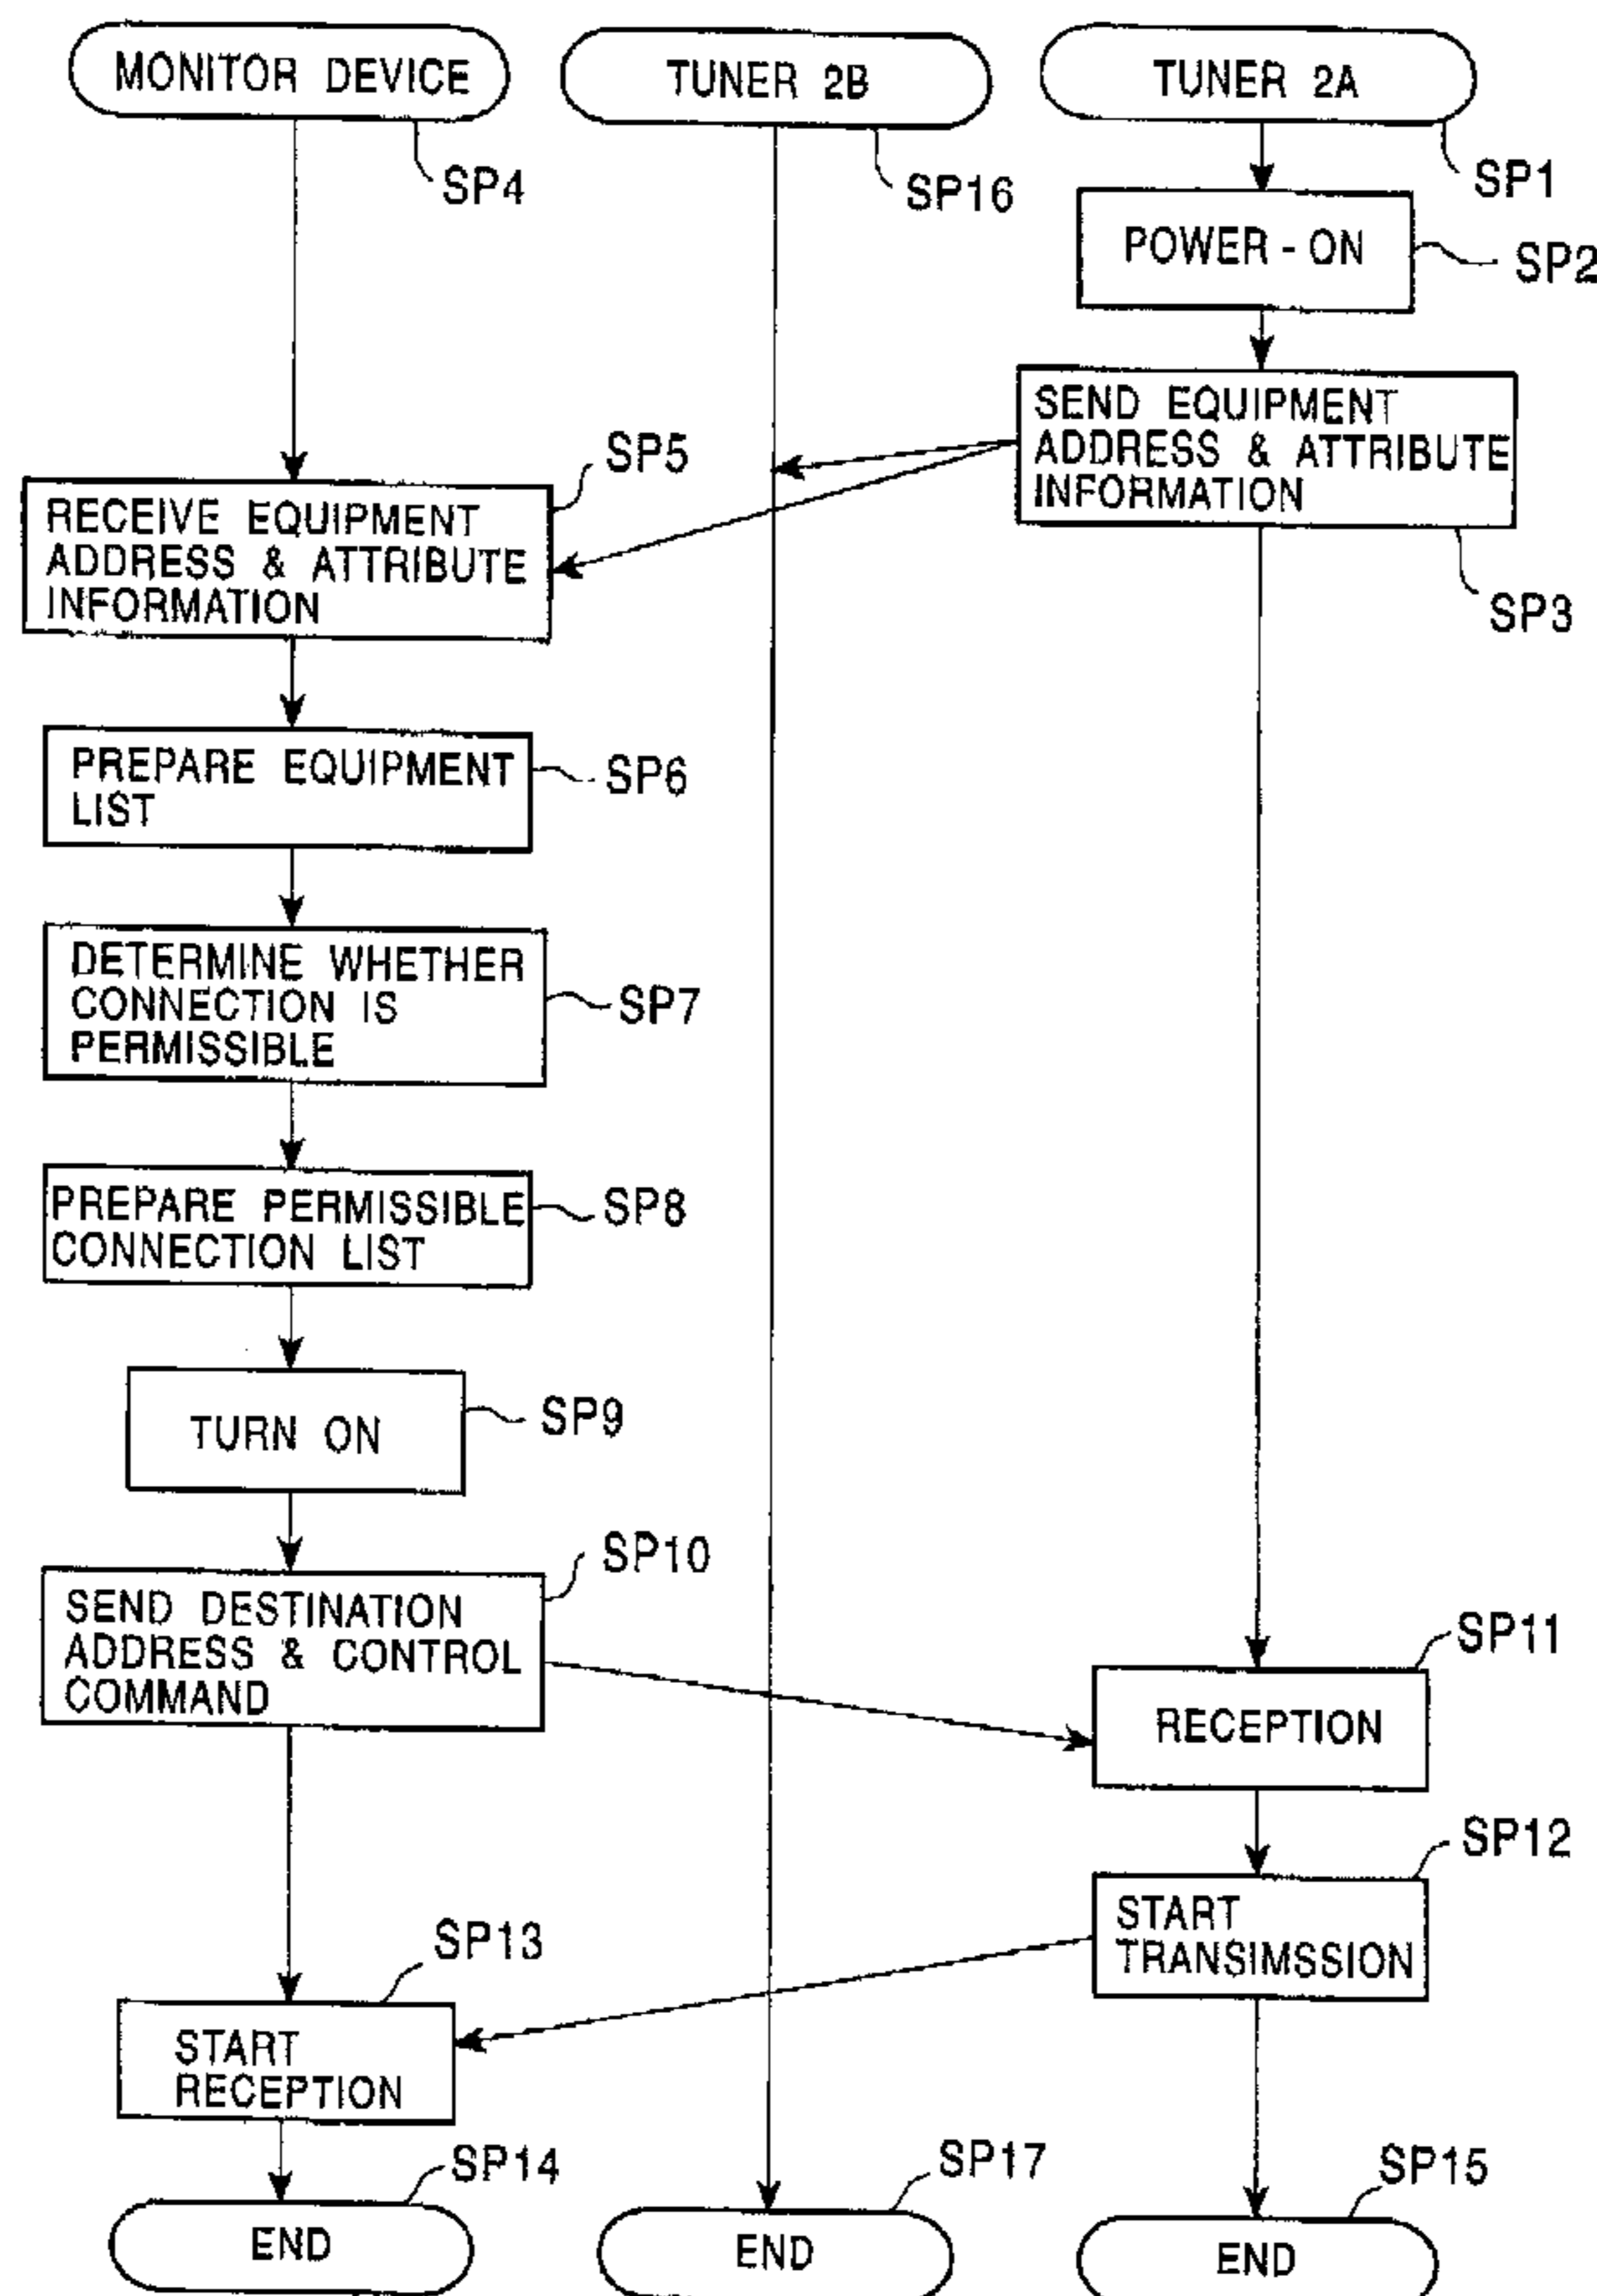 MONITOR DEVICE
TUNER 2B
TUNER 2A
SP4
SP16
SP1
POWER - ON
SP2
SEND EQUIPMENT
ADDRESS & ATTRIBUTE
INFORMATION
SP3
SP5
RECEIVE EQUIPMENT
ADDRESS & ATTRIBUTE
INFORMATION
PREPARE EQUIPMENT
LIST
SP6
DETERMINE WHETHER
CONNECTION IS
PERMISSIBLE
SP7
PREPARE PERMISSIBLE
CONNECTION LIST
SP8
TURN ON
SP9
SP10
SEND DESTINATION
ADDRESS & CONTROL
COMMAND
SP11
RECEPTION
SP12
START
TRANSIMSSION
SP13
START
RECEPTION
SP14
SP17
SP15
END
END
END